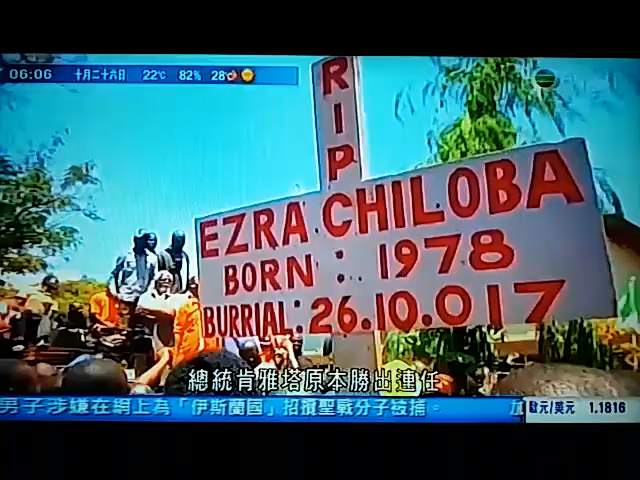 06:06 十月二十六日 22℃ 82% 28℃
R
I
P
EZRA CHILOBA
BORN : 1978
BURRIAL: 26.10.017
總統肯雅塔原本勝出連任
男子涉嫌在網上為「伊斯蘭國」招攬聖戰分子被捕。 加
歐元/美元 1.1816